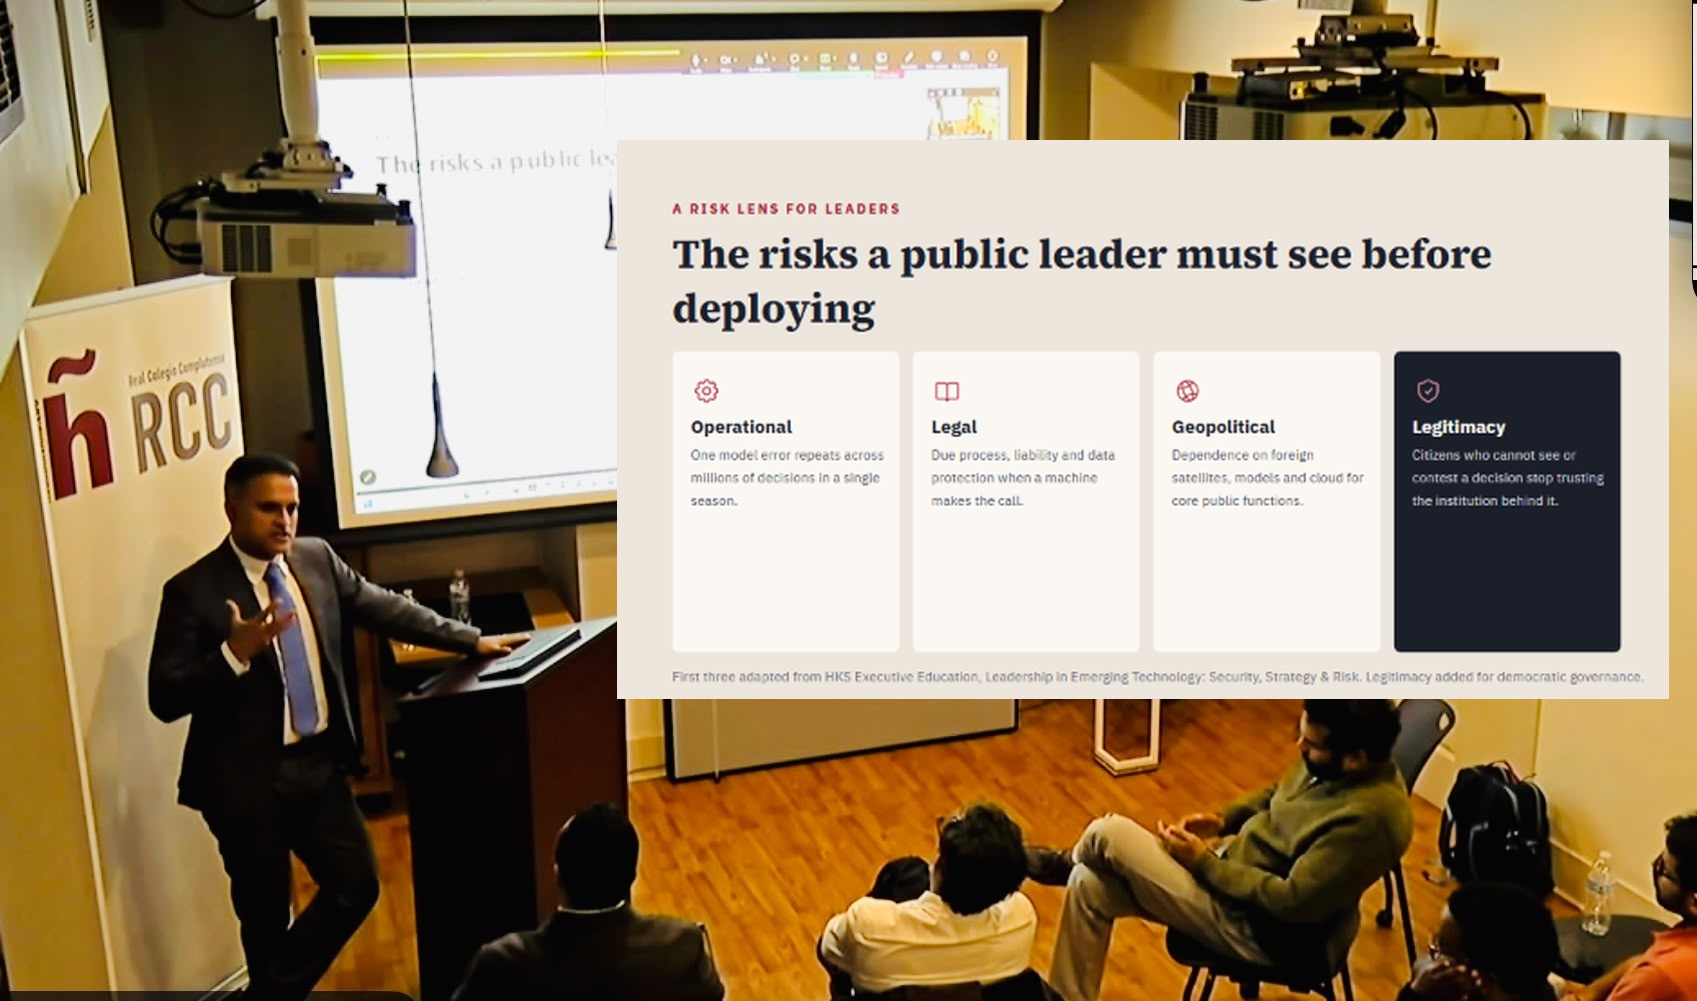 The risks a public lea
A RISK LENS FOR LEADERS
The risks a public leader must see before
deploying
Operational
One model error repeats across
millions of decisions in a single
season.
Legal
Due process, liability and data
protection when a machine
makes the call.
Geopolitical
Dependence on foreign
satellites, models and cloud for
core public functions.
Legitimacy
Citizens who cannot see or
contest a decision stop trusting
the institution behind it.
First three adapted from HKS Executive Education, Leadership in Emerging Technology: Security, Strategy & Risk. Legitimacy added for democratic governance.
h
Real Colegio Complutense
RCC